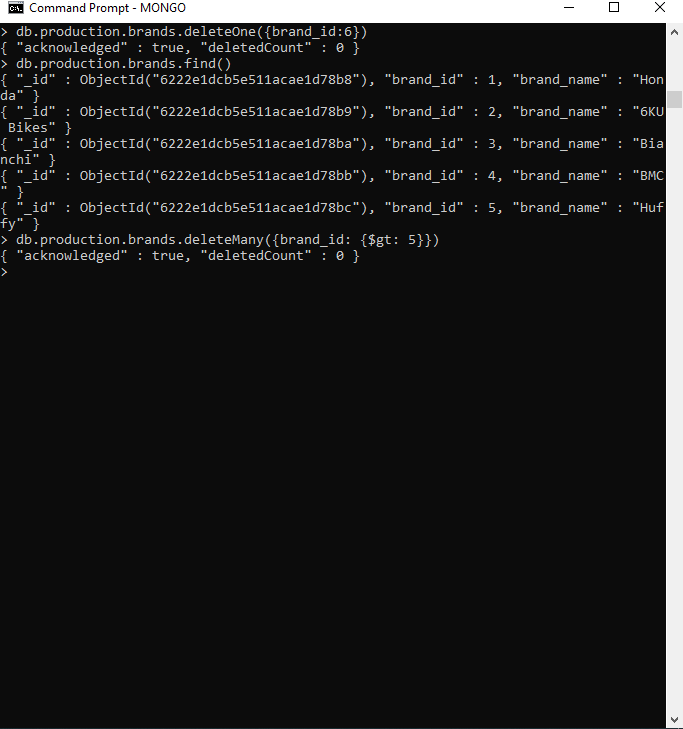 Command Prompt - MONGO
> db.production.brands.deleteOne({brand_id:6})
{ "acknowledged" : true, "deletedCount" : 0 }
> db.production.brands.find()
{ "_id" : ObjectId("6222e1dcb5e511acae1d78b8"), "brand_id" : 1, "brand_name" : "Hon
da" }
{ "_id" : ObjectId("6222e1dcb5e511acae1d78b9"), "brand_id" : 2, "brand_name" : "6KU
 Bikes" }
{ "_id" : ObjectId("6222e1dcb5e511acae1d78ba"), "brand_id" : 3, "brand_name" : "Bia
nchi" }
{ "_id" : ObjectId("6222e1dcb5e511acae1d78bb"), "brand_id" : 4, "brand_name" : "BMC
" }
{ "_id" : ObjectId("6222e1dcb5e511acae1d78bc"), "brand_id" : 5, "brand_name" : "Huf
fy" }
> db.production.brands.deleteMany({brand_id: {$gt: 5}})
{ "acknowledged" : true, "deletedCount" : 0 }
>